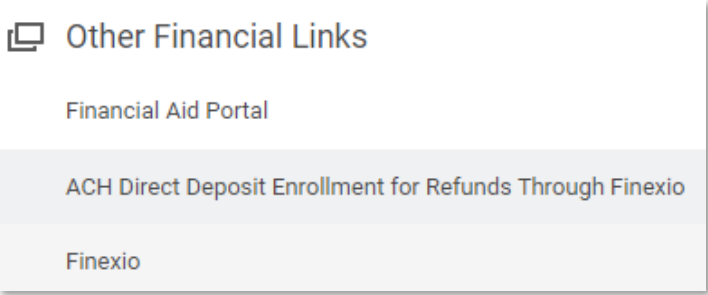 Other Financial Links
Financial Aid Portal
ACH Direct Deposit Enrollment for Refunds Through Finexio
Finexio